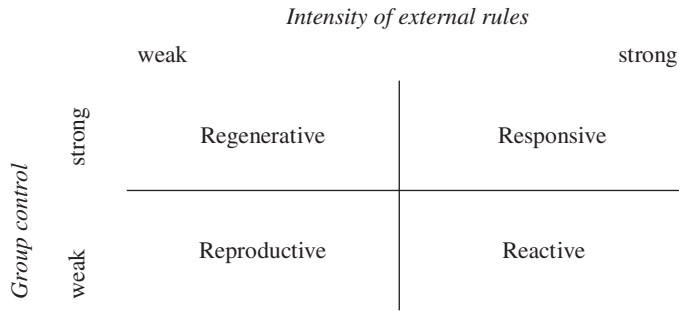 Intensity of external rules
weak strong
Group control
strong
Regenerative Responsive
weak
Reproductive Reactive